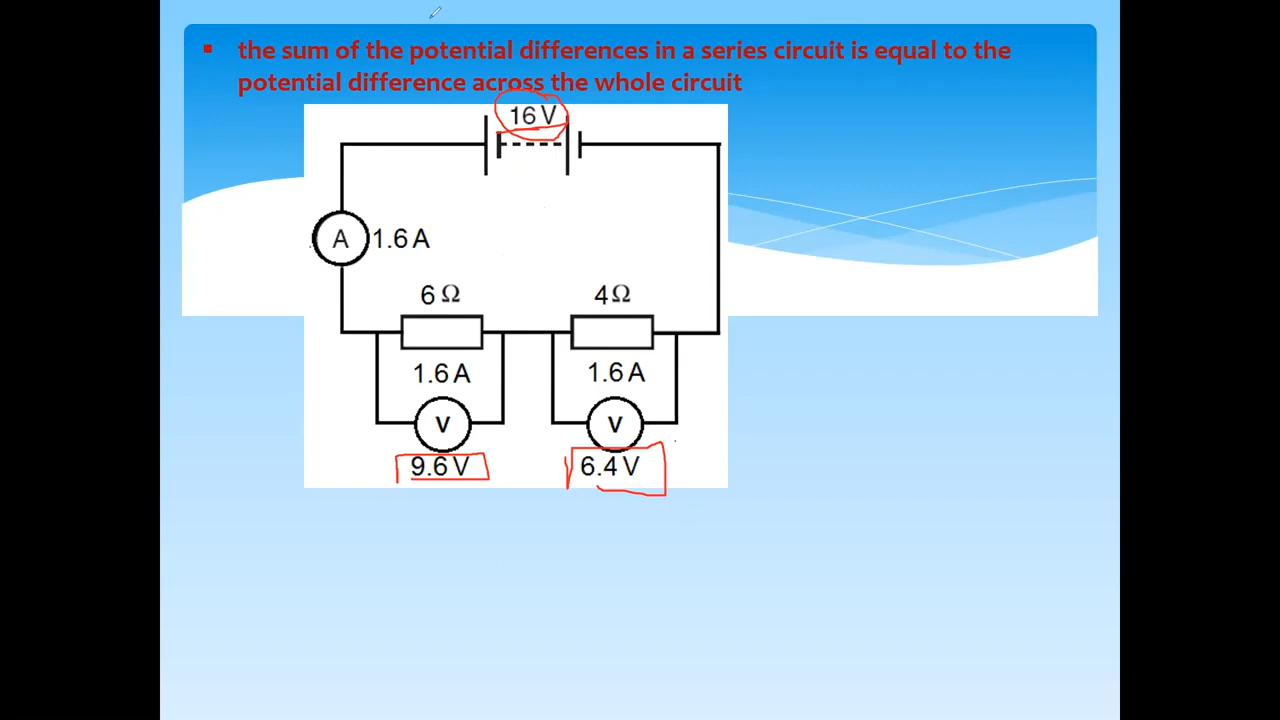 ▪ the sum of the potential differences in a series circuit is equal to the
potential difference across the whole circuit
16 V
A 1.6 A
6 Ω 4 Ω
1.6 A 1.6 A
V V
9.6 V 6.4 V